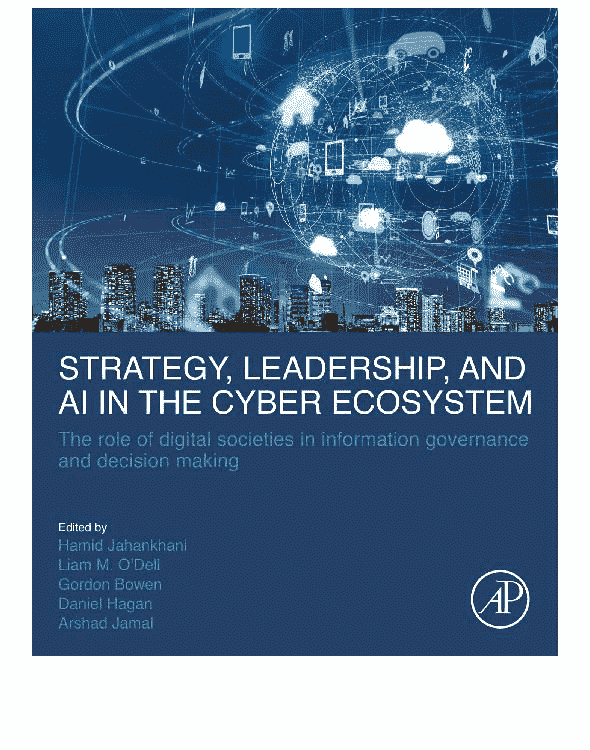 STRATEGY, LEADERSHIP, AND
AI IN THE CYBER ECOSYSTEM
The role of digital societies in information governance
and decision making
Edited by
Hamid Jahankhani
Liam M. O'Dell
Gordon Bowen
Daniel Hagan
Arshad Jamal
AP